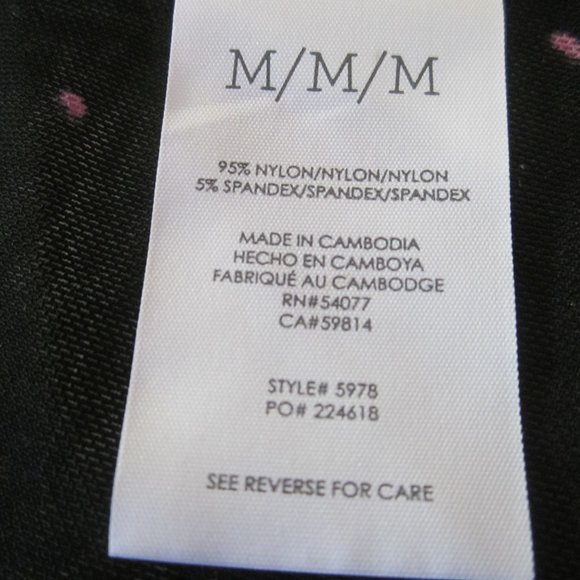 M/M/M
95% NYLON/NYLON/NYLON
5% SPANDEX/SPANDEX/SPANDEX
MADE IN CAMBODIA
HECHO EN CAMBOYA
FABRIQUÉ AU CAMBODGE
RN#54077
CA#59814
STYLE# 5978
PO# 224618
SEE REVERSE FOR CARE